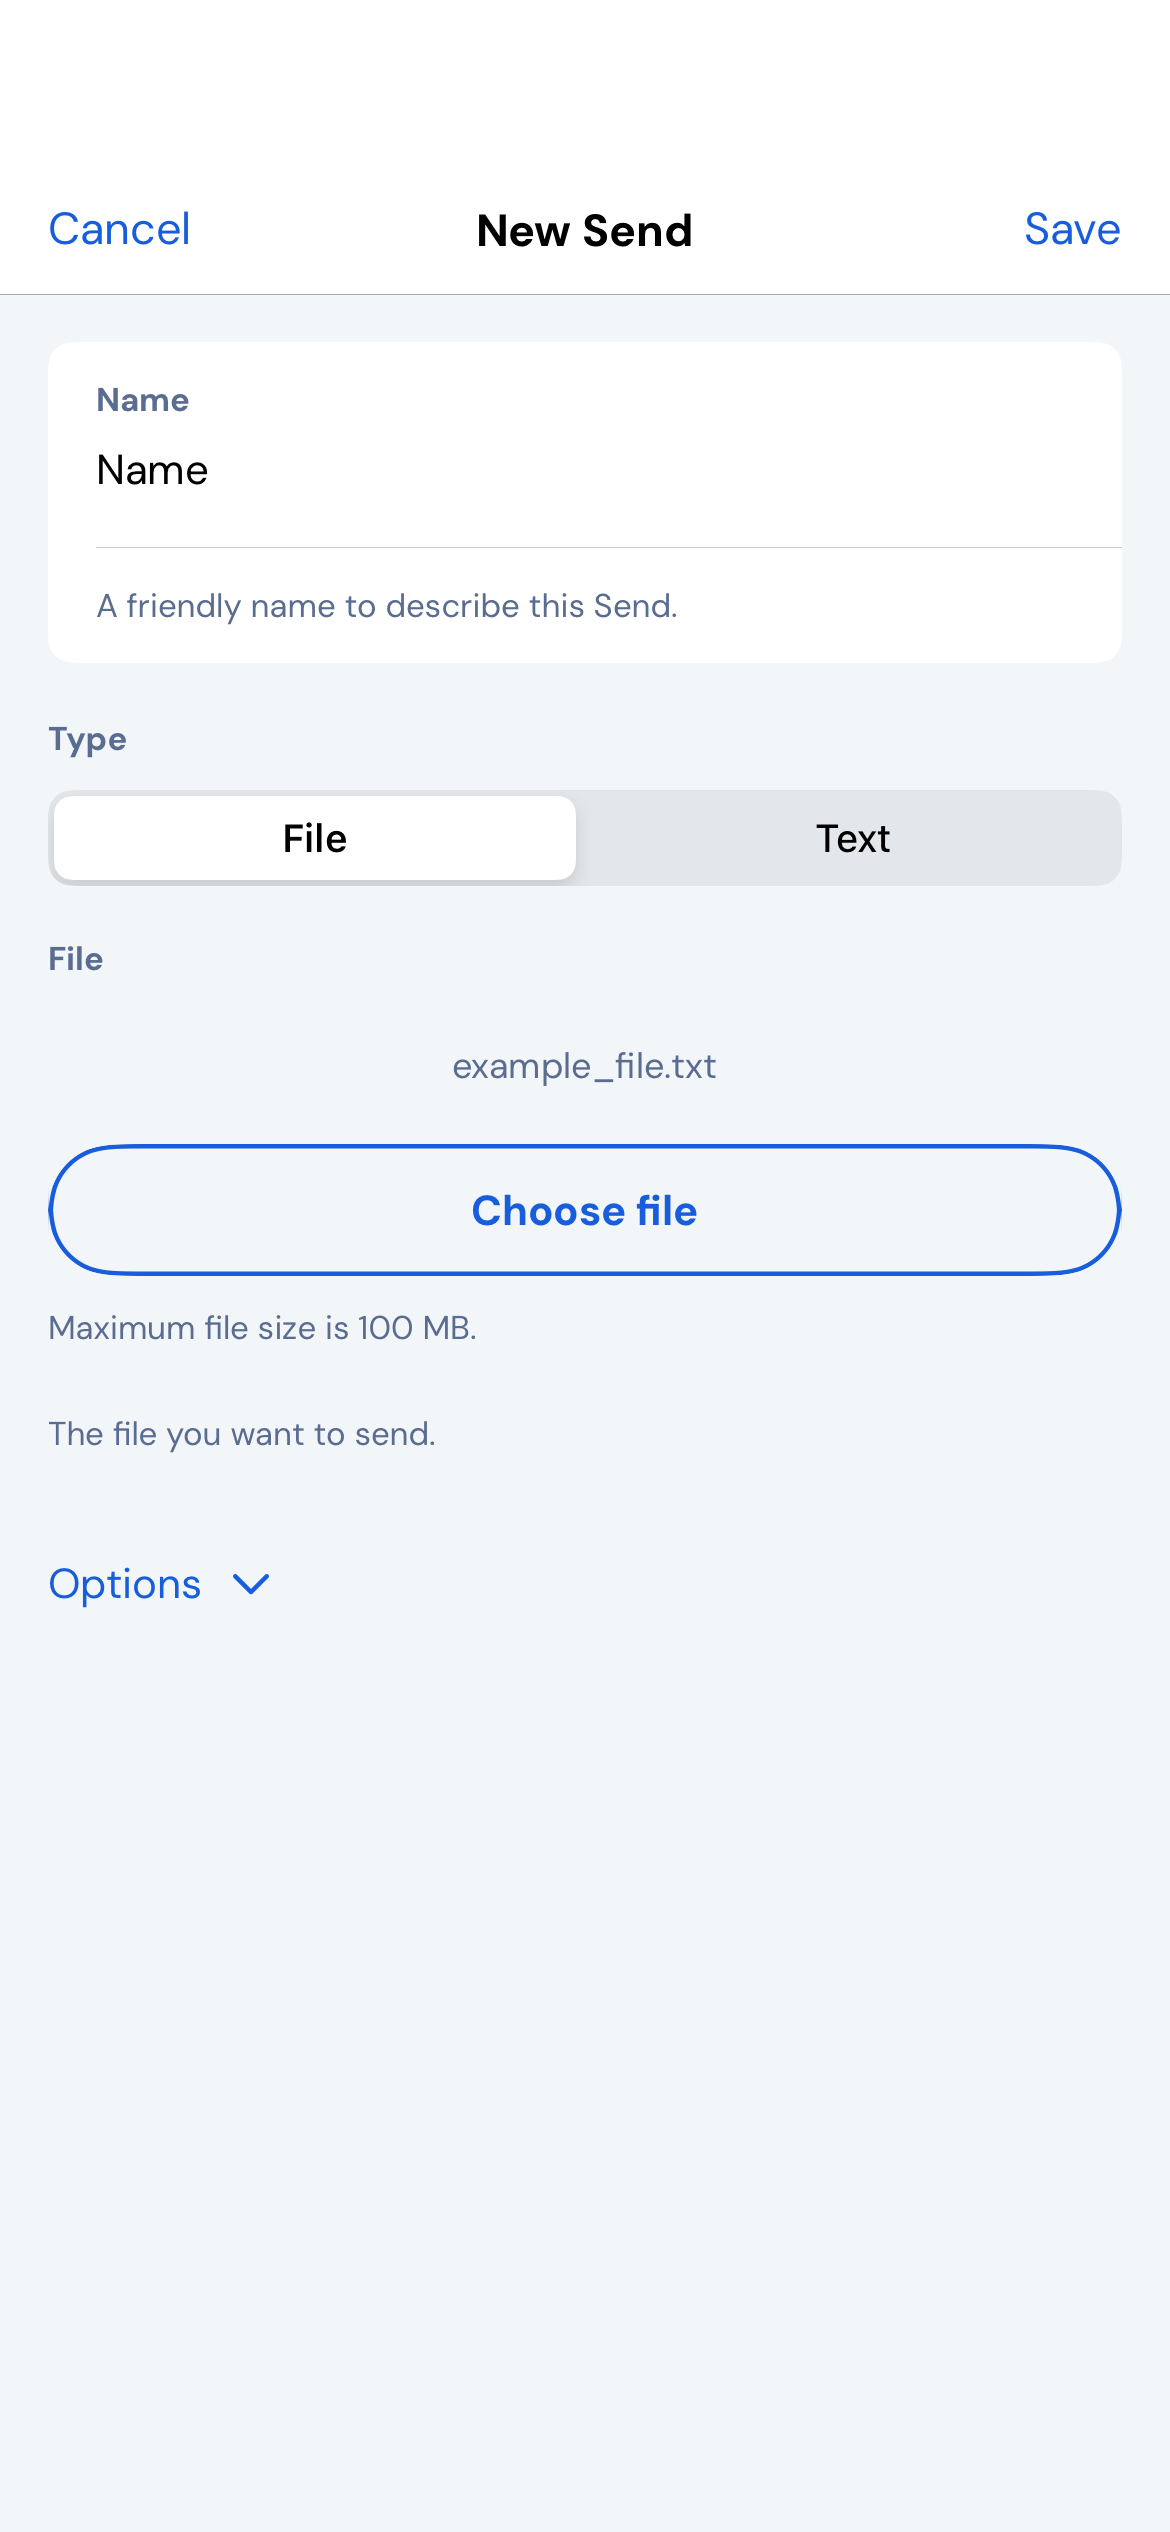 Cancel
New Send
Save
Name
Name
A friendly name to describe this Send.
Type
File
Text
File
example_file.txt
Choose file
Maximum file size is 100 MB.
The file you want to send.
Options